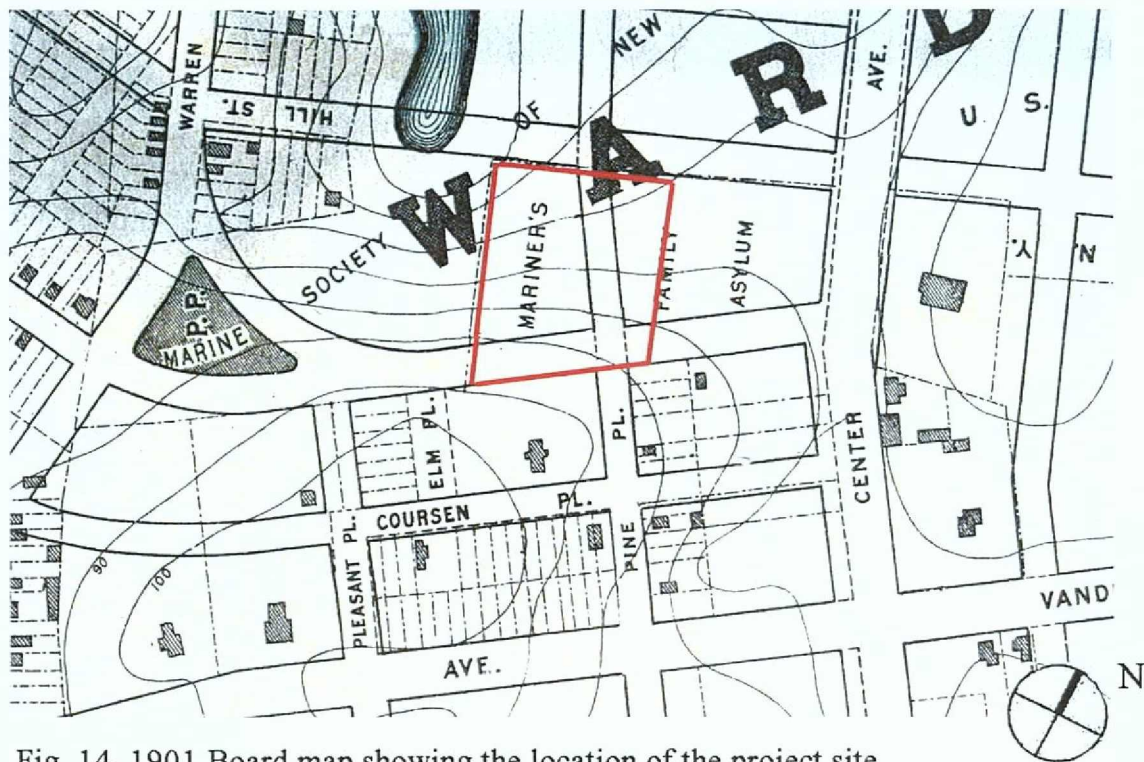 WARREN
HILL ST.
NEW
OF
SOCIETY
WARD
AVE.
U. S.
MARINER'S
FAMILY
ASYLUM
N. Y.
P.P.
MARINE
ELM PL.
PL.
CENTER
COURSEN PL.
PLEASANT PL.
PINE
90
100
VAND
AVE.
N
Fig. 14 1901 Board map showing the location of the project site